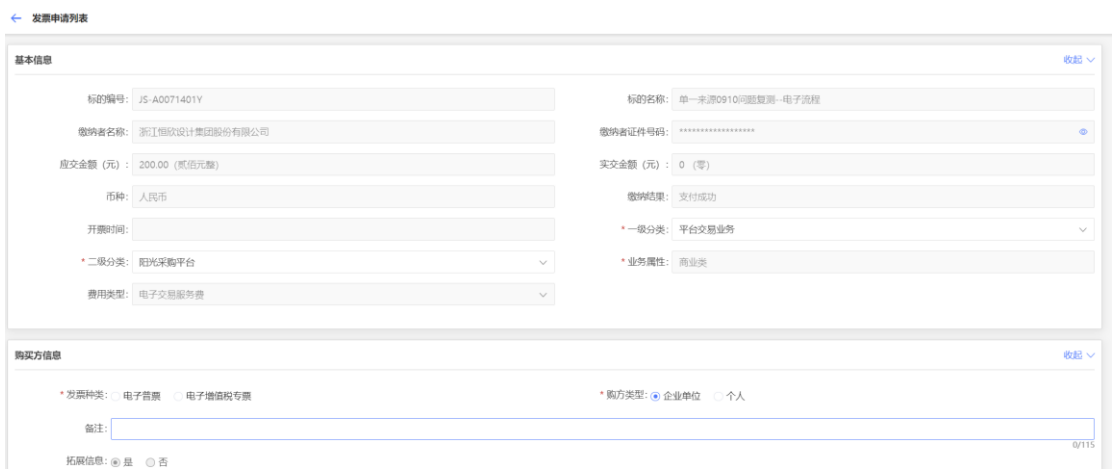 ← 发票申请列表
基本信息 收起
标的编号: JS-A0071401Y 标的名称: 单一来源0910问题复测--电子流程
缴纳者名称: 浙江恒欣设计集团股份有限公司 缴纳者证件号码: ******************
应交金额（元）: 200.00（贰佰元整） 实交金额（元）: 0（零）
币种: 人民币 缴纳结果: 支付成功
开票时间: * 一级分类: 平台交易业务
* 二级分类: 阳光采购平台 * 业务属性: 商业类
费用类型: 电子交易服务费
购买方信息 收起
* 发票种类: 电子普票 电子增值税专票 * 购方类型: 企业单位 个人
备注:
0/115
拓展信息: 是 否